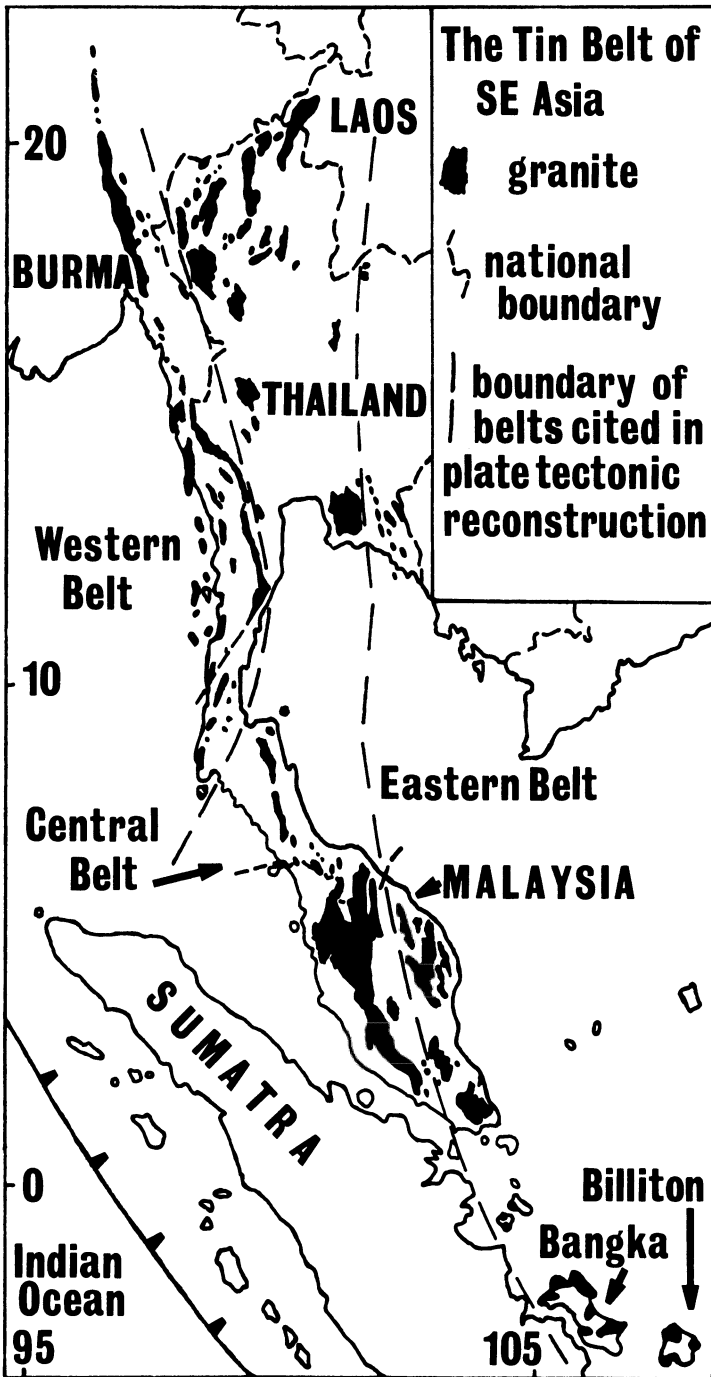 The Tin Belt of
SE Asia
granite
national
boundary
boundary of
belts cited in
plate tectonic
reconstruction
LAOS
20
BURMA
THAILAND
Western
Belt
10
Eastern Belt
Central
Belt
MALAYSIA
SUMATRA
0
Billiton
Bangka
Indian
Ocean
95
105